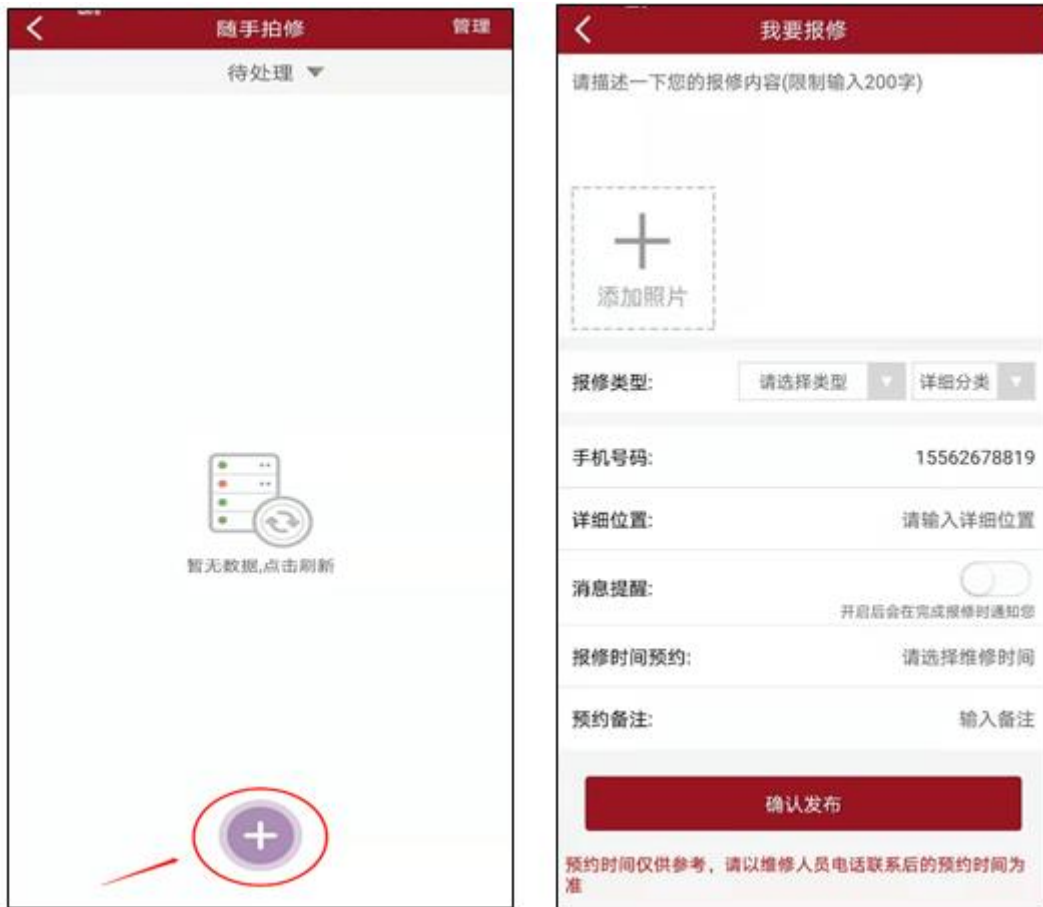 随手拍修
管理
待处理
暂无数据,点击刷新
我要报修
请描述一下您的报修内容(限制输入200字)
添加照片
报修类型:
请选择类型
详细分类
手机号码:
15562678819
详细位置:
请输入详细位置
消息提醒:
开启后会在完成报修时通知您
报修时间预约:
请选择维修时间
预约备注:
输入备注
确认发布
预约时间仅供参考，请以维修人员电话联系后的预约时间为
准